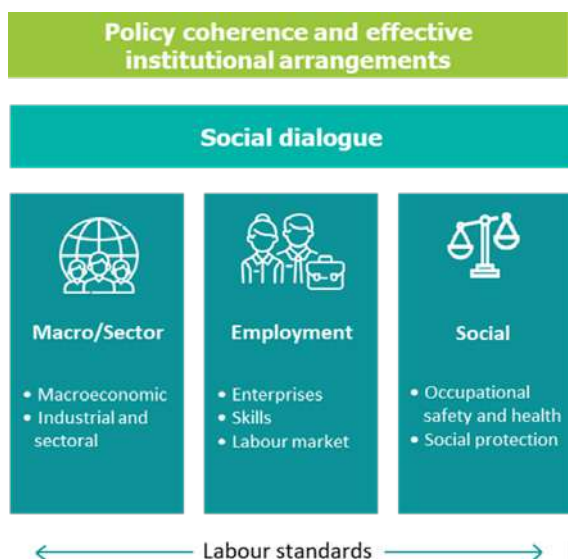 Policy coherence and effective
institutional arrangements
Social dialogue
Macro/Sector
• Macroeconomic
• Industrial and
sectoral
Employment
• Enterprises
• Skills
• Labour market
Social
• Occupational
safety and health
• Social protection
Labour standards